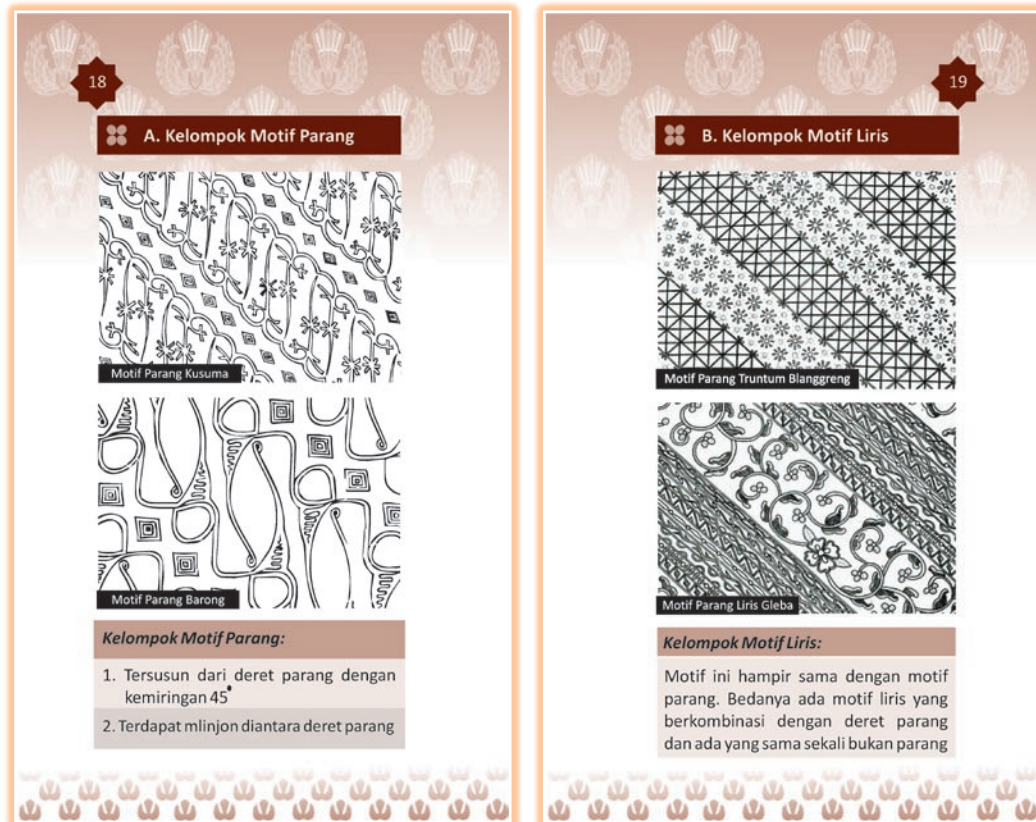 18
A. Kelompok Motif Parang
Motif Parang Kusuma
Motif Parang Barong
Kelompok Motif Parang:
1. Tersusun dari deret parang dengan
kemiringan 45°
2. Terdapat mlinjon diantara deret parang
19
B. Kelompok Motif Liris
Motif Parang Truntum Blanggreng
Motif Parang Liris Gleba
Kelompok Motif Liris:
Motif ini hampir sama dengan motif
parang. Bedanya ada motif liris yang
berkombinasi dengan deret parang
dan ada yang sama sekali bukan parang